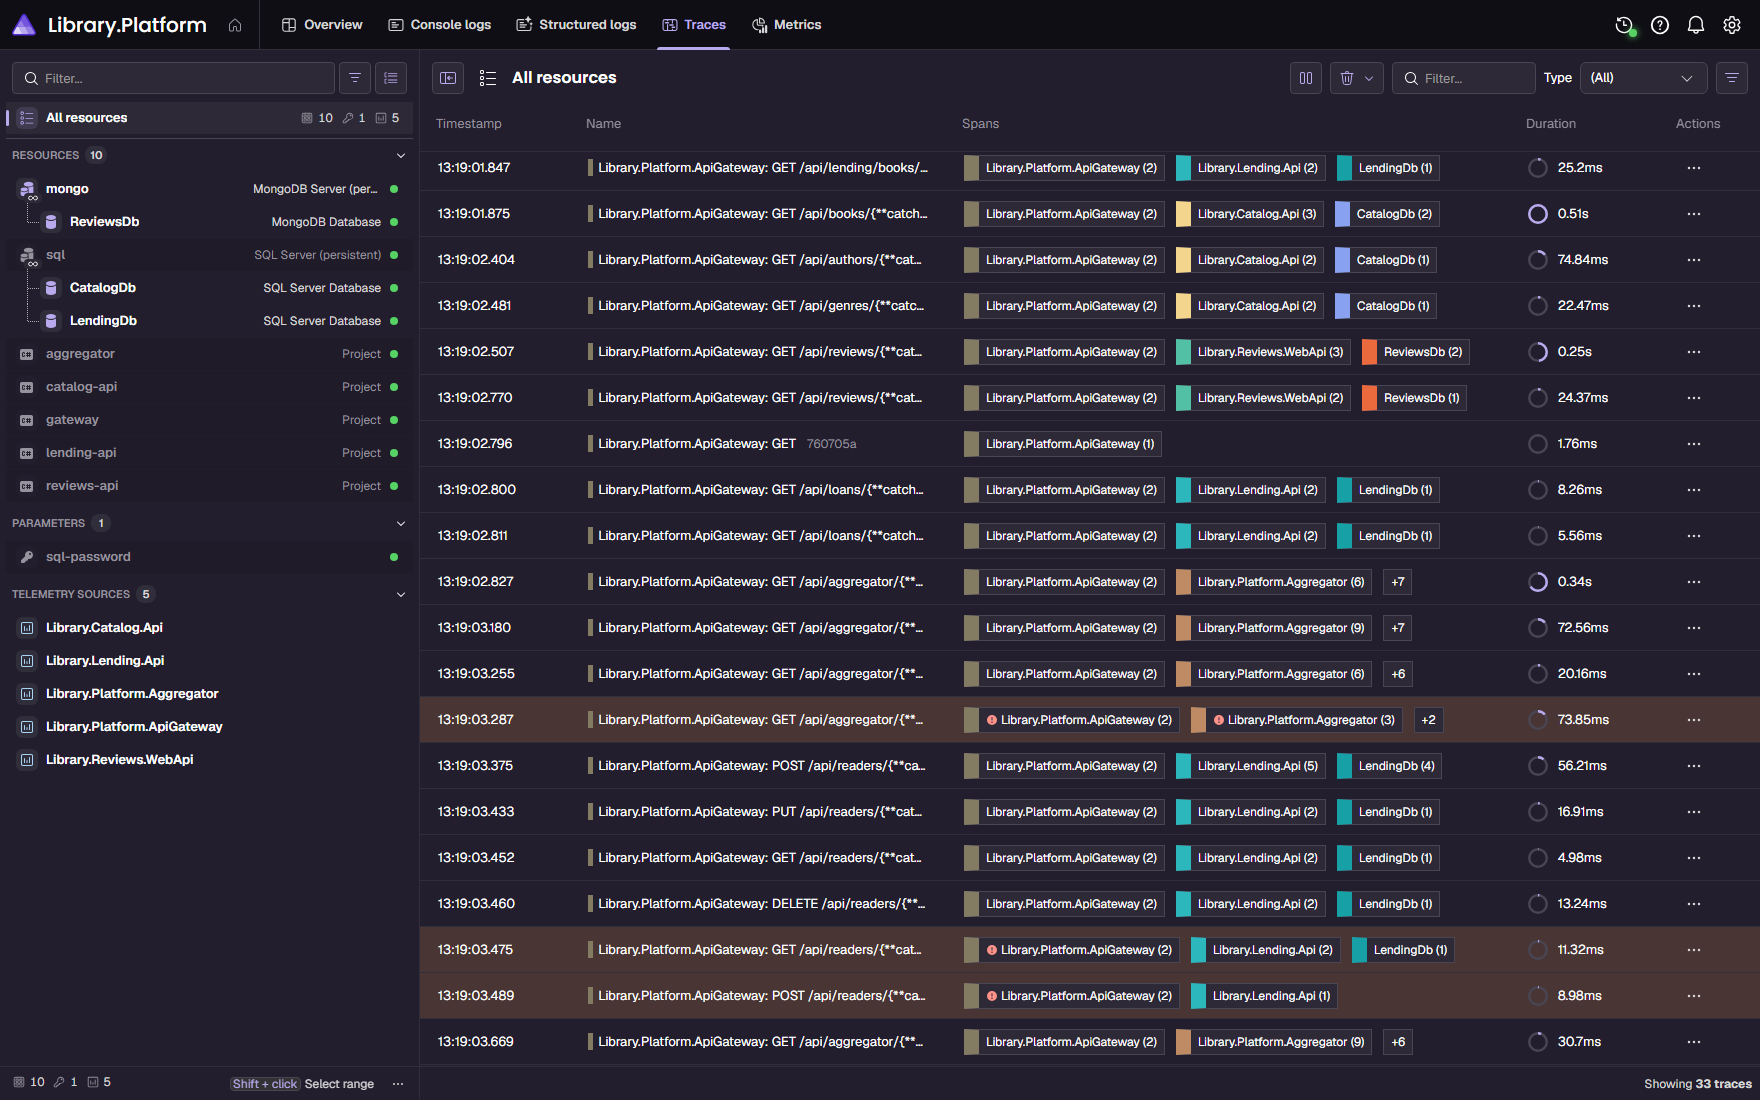 Library.Platform
Overview
Console logs
Structured logs
Traces
Metrics
Filter...
All resources 10 1 5
RESOURCES 10
mongo MongoDB Server (per...
ReviewsDb MongoDB Database
sql SQL Server (persistent)
CatalogDb SQL Server Database
LendingDb SQL Server Database
aggregator Project
catalog-api Project
gateway Project
lending-api Project
reviews-api Project
PARAMETERS 1
sql-password
TELEMETRY SOURCES 5
Library.Catalog.Api
Library.Lending.Api
Library.Platform.Aggregator
Library.Platform.ApiGateway
Library.Reviews.WebApi
10 1 5 Shift + click Select range ...
All resources
Filter...
Type (All)
Timestamp Name Spans Duration Actions
13:19:01.847 Library.Platform.ApiGateway: GET /api/lending/books/... Library.Platform.ApiGateway (2) Library.Lending.Api (2) LendingDb (1) 25.2ms ...
13:19:01.875 Library.Platform.ApiGateway: GET /api/books/{**catch... Library.Platform.ApiGateway (2) Library.Catalog.Api (3) CatalogDb (2) 0.51s ...
13:19:02.404 Library.Platform.ApiGateway: GET /api/authors/{**cat... Library.Platform.ApiGateway (2) Library.Catalog.Api (2) CatalogDb (1) 74.84ms ...
13:19:02.481 Library.Platform.ApiGateway: GET /api/genres/{**catc... Library.Platform.ApiGateway (2) Library.Catalog.Api (2) CatalogDb (1) 22.47ms ...
13:19:02.507 Library.Platform.ApiGateway: GET /api/reviews/{**cat... Library.Platform.ApiGateway (2) Library.Reviews.WebApi (3) ReviewsDb (2) 0.25s ...
13:19:02.770 Library.Platform.ApiGateway: GET /api/reviews/{**cat... Library.Platform.ApiGateway (2) Library.Reviews.WebApi (2) ReviewsDb (1) 24.37ms ...
13:19:02.796 Library.Platform.ApiGateway: GET 760705a Library.Platform.ApiGateway (1) 1.76ms ...
13:19:02.800 Library.Platform.ApiGateway: GET /api/loans/{**catch... Library.Platform.ApiGateway (2) Library.Lending.Api (2) LendingDb (1) 8.26ms ...
13:19:02.811 Library.Platform.ApiGateway: GET /api/loans/{**catch... Library.Platform.ApiGateway (2) Library.Lending.Api (2) LendingDb (1) 5.56ms ...
13:19:02.827 Library.Platform.ApiGateway: GET /api/aggregator/{**... Library.Platform.ApiGateway (2) Library.Platform.Aggregator (6) +7 0.34s ...
13:19:03.180 Library.Platform.ApiGateway: GET /api/aggregator/{**... Library.Platform.ApiGateway (2) Library.Platform.Aggregator (9) +7 72.56ms ...
13:19:03.255 Library.Platform.ApiGateway: GET /api/aggregator/{**... Library.Platform.ApiGateway (2) Library.Platform.Aggregator (6) +6 20.16ms ...
13:19:03.287 Library.Platform.ApiGateway: GET /api/aggregator/{**... Library.Platform.ApiGateway (2) Library.Platform.Aggregator (3) +2 73.85ms ...
13:19:03.375 Library.Platform.ApiGateway: POST /api/readers/{**ca... Library.Platform.ApiGateway (2) Library.Lending.Api (5) LendingDb (4) 56.21ms ...
13:19:03.433 Library.Platform.ApiGateway: PUT /api/readers/{**cat... Library.Platform.ApiGateway (2) Library.Lending.Api (2) LendingDb (1) 16.91ms ...
13:19:03.452 Library.Platform.ApiGateway: GET /api/readers/{**cat... Library.Platform.ApiGateway (2) Library.Lending.Api (2) LendingDb (1) 4.98ms ...
13:19:03.460 Library.Platform.ApiGateway: DELETE /api/readers/{**... Library.Platform.ApiGateway (2) Library.Lending.Api (2) LendingDb (1) 13.24ms ...
13:19:03.475 Library.Platform.ApiGateway: GET /api/readers/{**cat... Library.Platform.ApiGateway (2) Library.Lending.Api (2) LendingDb (1) 11.32ms ...
13:19:03.489 Library.Platform.ApiGateway: POST /api/readers/{**ca... Library.Platform.ApiGateway (2) Library.Lending.Api (1) 8.98ms ...
13:19:03.669 Library.Platform.ApiGateway: GET /api/aggregator/{**... Library.Platform.ApiGateway (2) Library.Platform.Aggregator (9) +6 30.7ms ...
Showing 33 traces